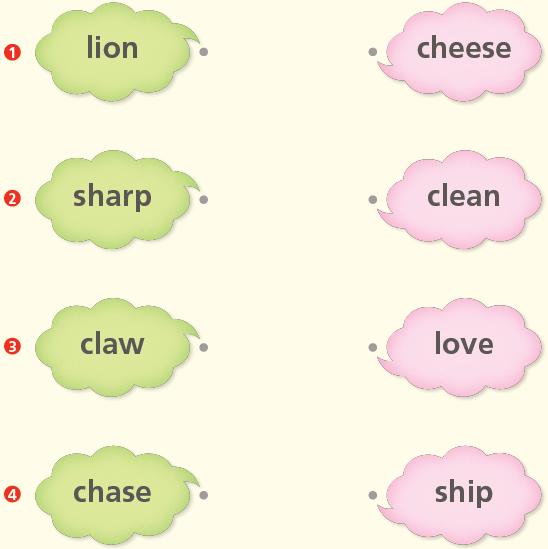 1 lion cheese
2 sharp clean
3 claw love
4 chase ship